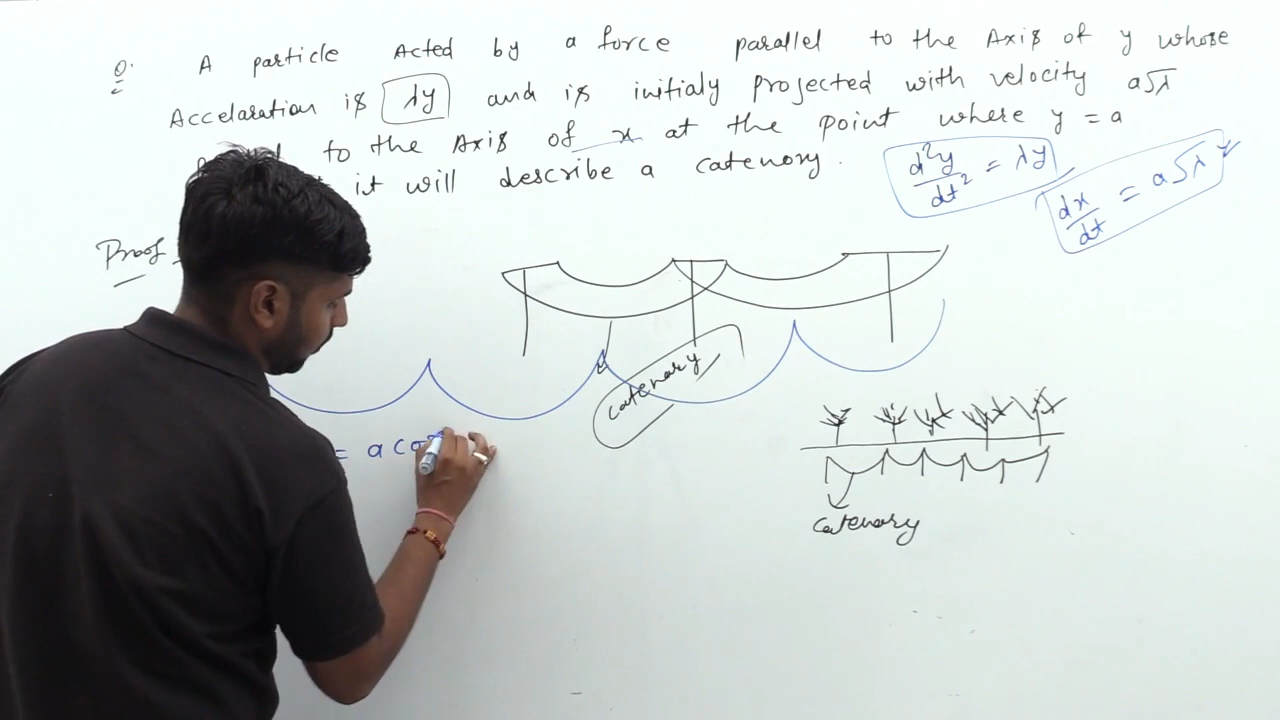 Q. A particle Acted by a force parallel to the Axis of y whose
Accelaration is λy and is initialy projected with velocity a√λ
to the Axis of x at the point where y = a
it will describe a catenory.
d²y/dt² = λy
dx/dt = a√λ
Proof
catenary
= a cos
catenary